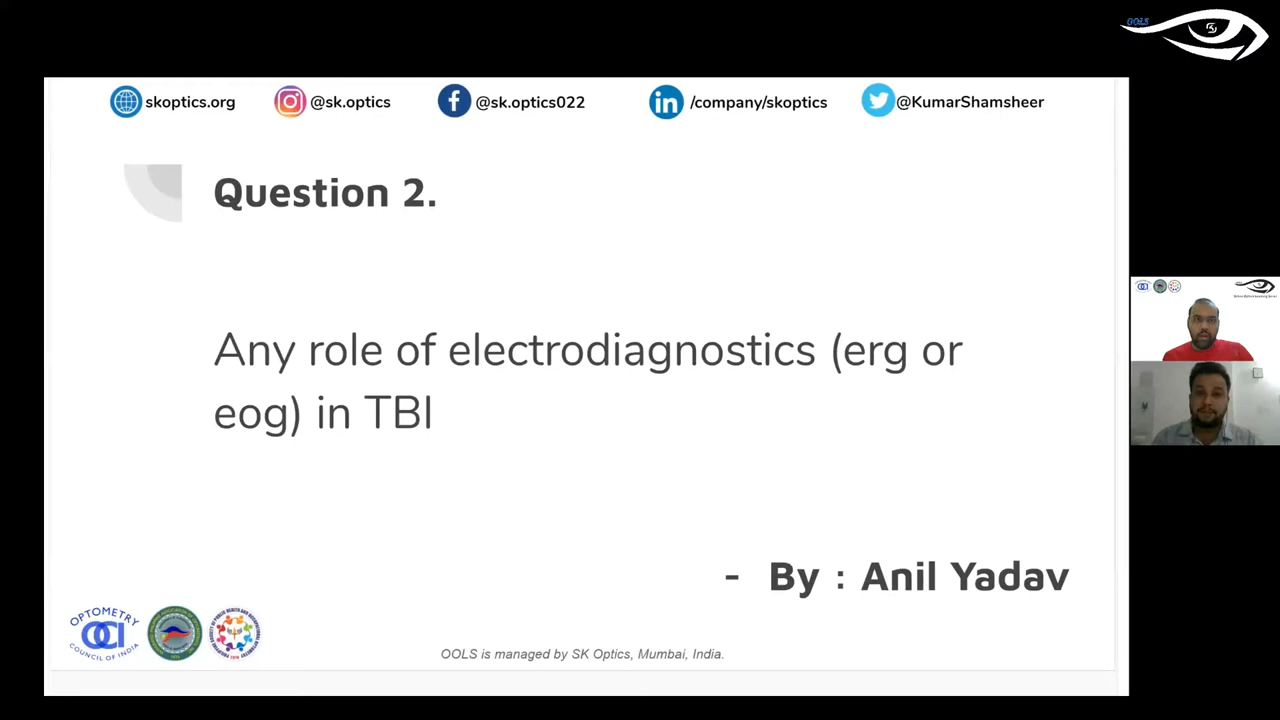 OOLS
skoptics.org @sk.optics @sk.optics022 /company/skoptics @KumarShamsheer
Question 2.
Any role of electrodiagnostics (erg or
eog) in TBI
- By : Anil Yadav
OPTOMETRY
OCI
COUNCIL OF INDIA
OOLS is managed by SK Optics, Mumbai, India.